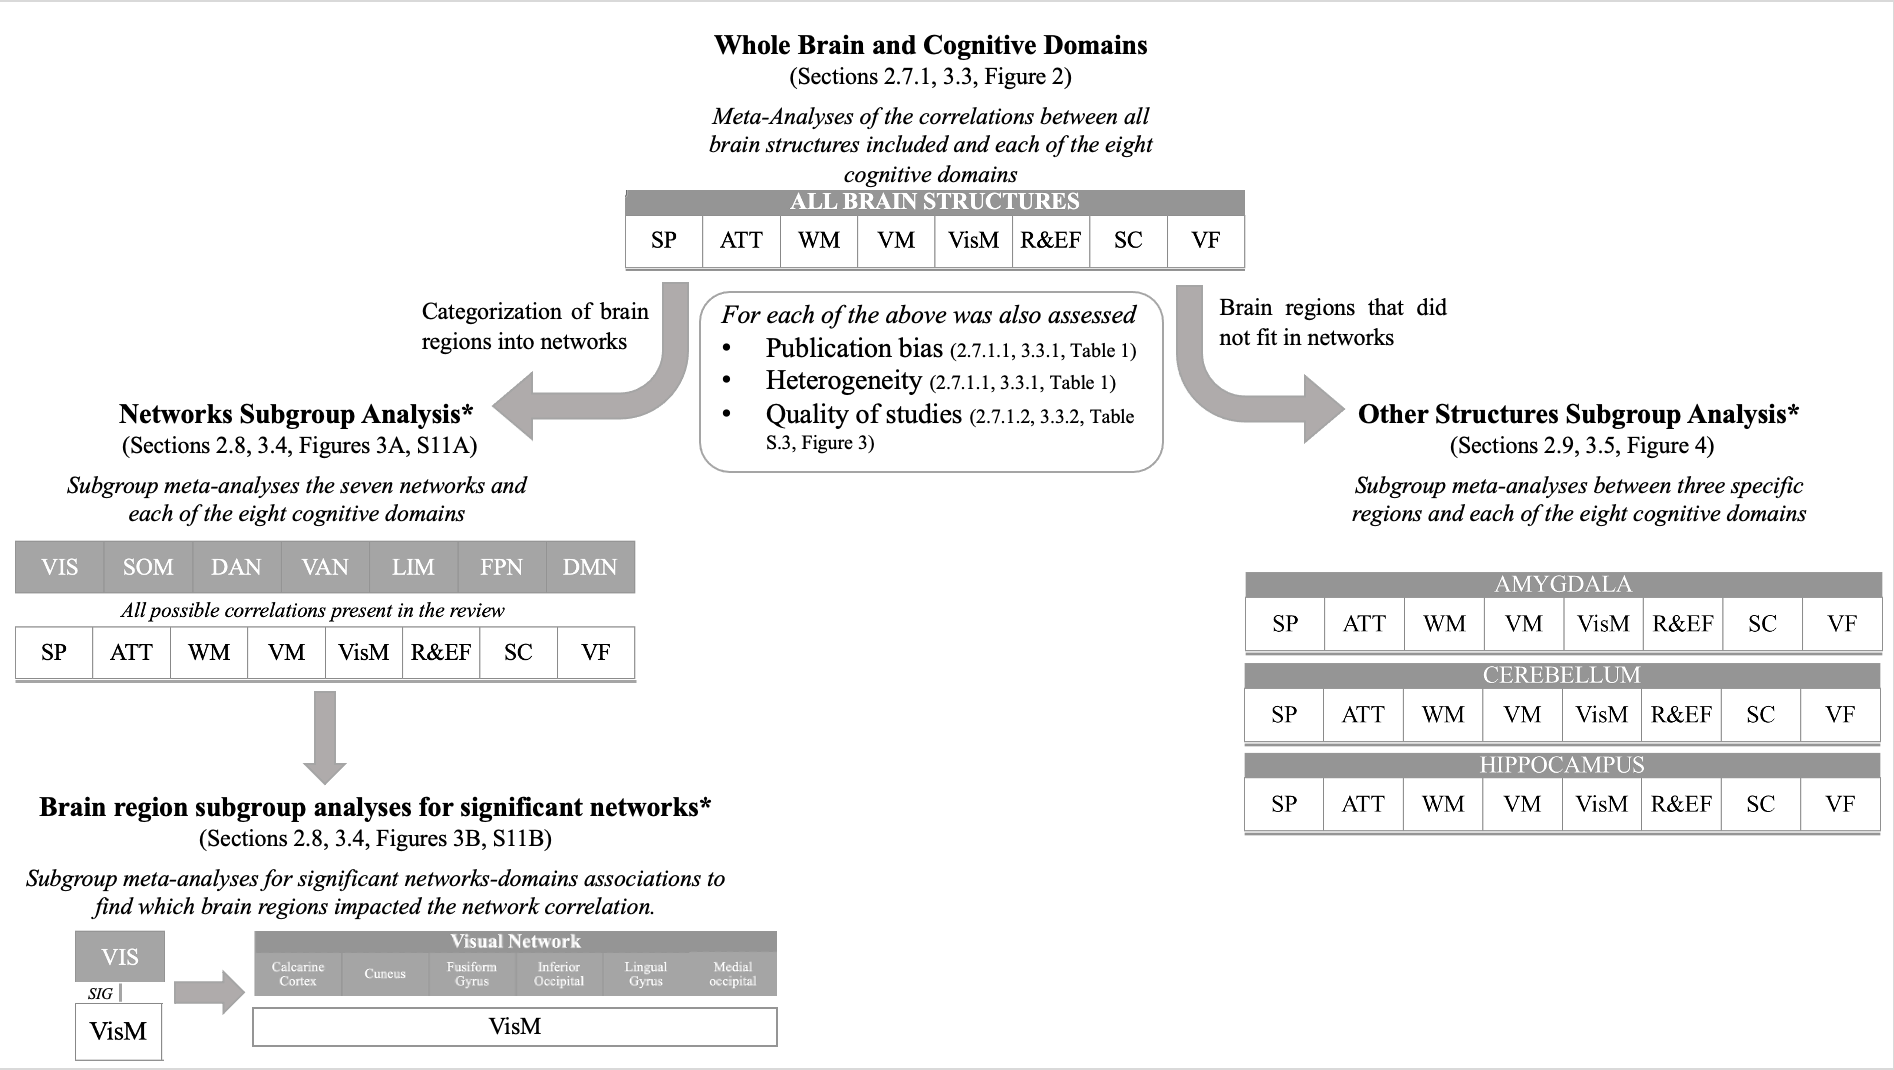 Whole Brain and Cognitive Domains
(Sections 2.7.1, 3.3, Figure 2)
Meta-Analyses of the correlations between all
brain structures included and each of the eight
cognitive domains
ALL BRAIN STRUCTURES
SP ATT WM VM VisM R&EF SC VF
Categorization of brain
regions into networks
For each of the above was also assessed
• Publication bias (2.7.1.1, 3.3.1, Table 1)
• Heterogeneity (2.7.1.1, 3.3.1, Table 1)
• Quality of studies (2.7.1.2, 3.3.2, Table
S.3, Figure 3)
Brain regions that did
not fit in networks
Networks Subgroup Analysis*
(Sections 2.8, 3.4, Figures 3A, S11A)
Subgroup meta-analyses the seven networks and
each of the eight cognitive domains
VIS SOM DAN VAN LIM FPN DMN
All possible correlations present in the review
SP ATT WM VM VisM R&EF SC VF
Brain region subgroup analyses for significant networks*
(Sections 2.8, 3.4, Figures 3B, S11B)
Subgroup meta-analyses for significant networks-domains associations to
find which brain regions impacted the network correlation.
VIS
SIG
VisM
Visual Network
Calcarine
Cortex
Cuneus
Fusiform
Gyrus
Inferior
Occipital
Lingual
Gyrus
Medial
occipital
VisM
Other Structures Subgroup Analysis*
(Sections 2.9, 3.5, Figure 4)
Subgroup meta-analyses between three specific
regions and each of the eight cognitive domains
AMYGDALA
SP ATT WM VM VisM R&EF SC VF
CEREBELLUM
SP ATT WM VM VisM R&EF SC VF
HIPPOCAMPUS
SP ATT WM VM VisM R&EF SC VF